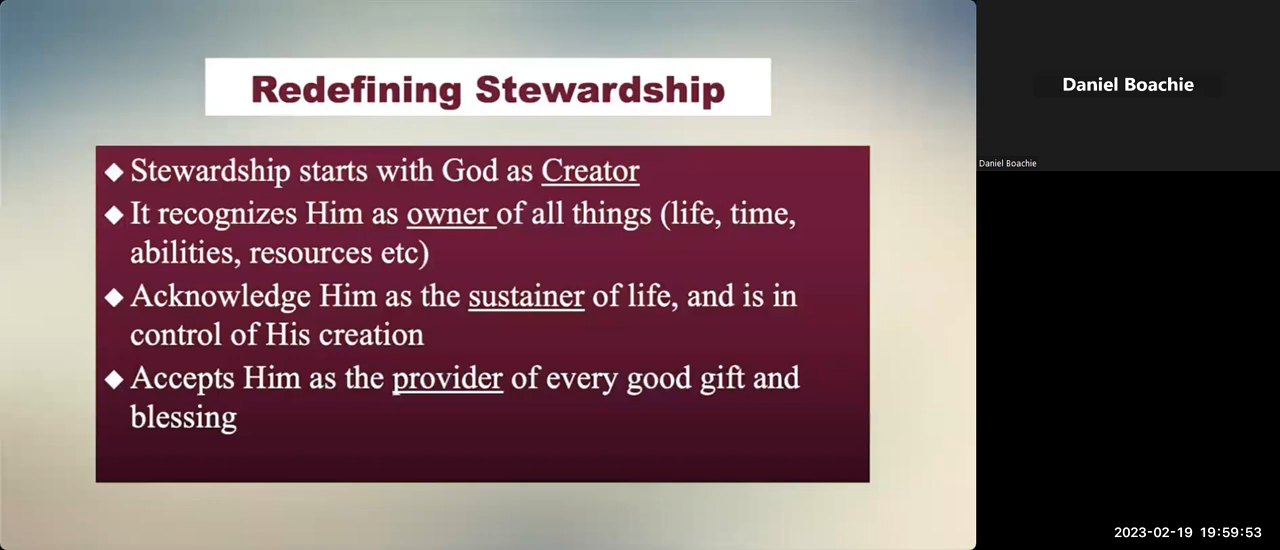 Redefining Stewardship
◆ Stewardship starts with God as Creator
◆ It recognizes Him as owner of all things (life, time,
abilities, resources etc)
◆ Acknowledge Him as the sustainer of life, and is in
control of His creation
◆ Accepts Him as the provider of every good gift and
blessing
Daniel Boachie
Daniel Boachie
2023-02-19 19:59:53